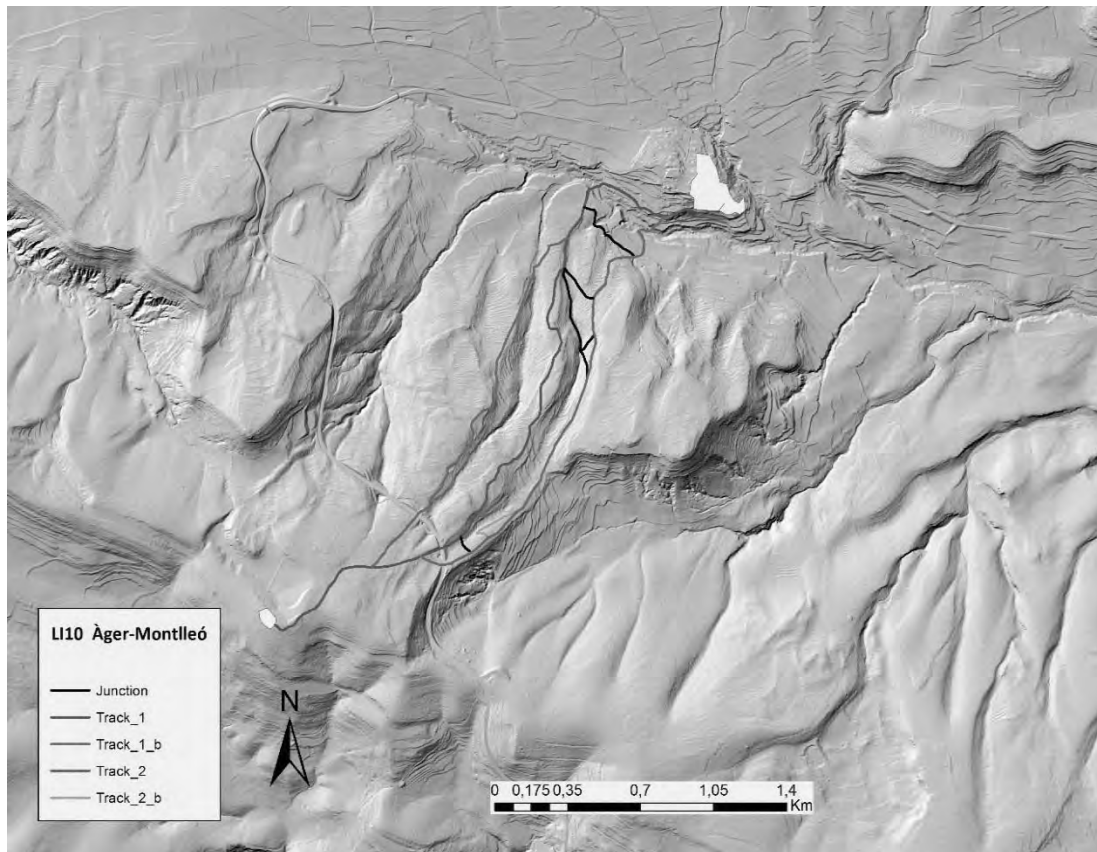 LI10 Àger-Montlleó
Junction
Track_1
Track_1_b
Track_2
Track_2_b
N
0 0,175 0,35 0,7 1,05 1,4
Km